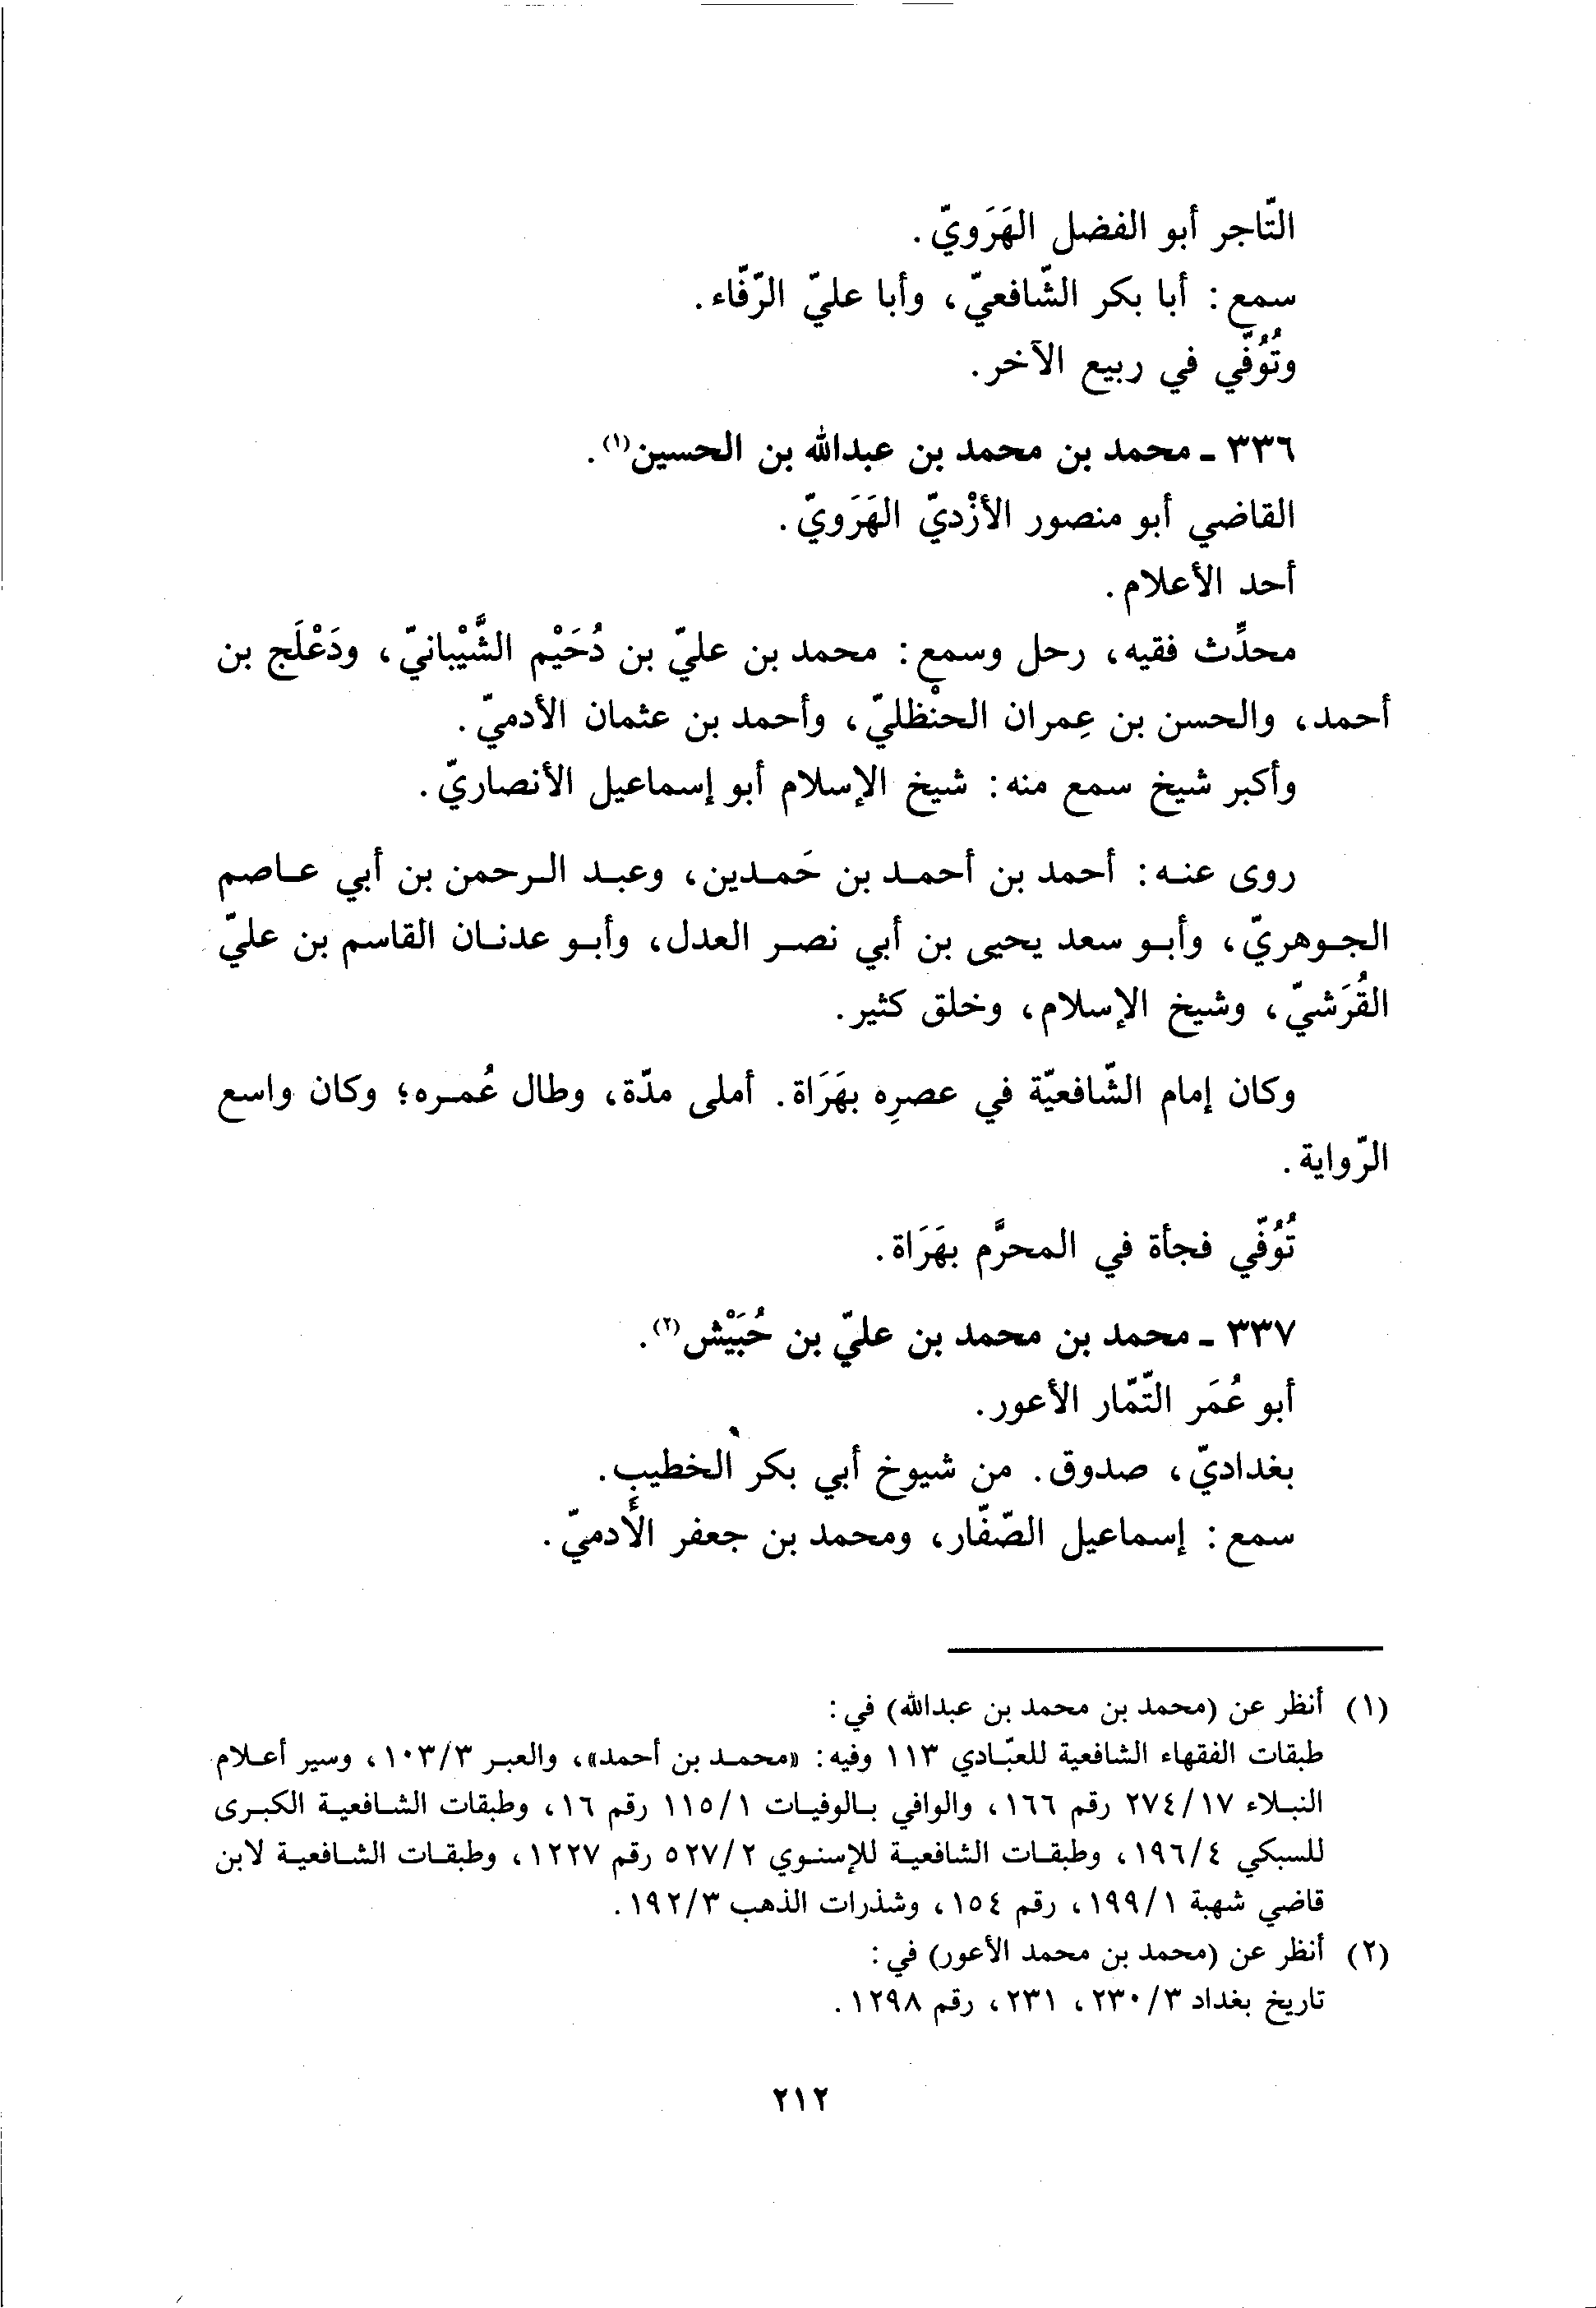 التّاجر أبو الفضل الهَرَويّ.
سمع: أبا بكر الشّافعيّ، وأبا عليّ الرّفّاء.
وتُوُفّي في ربيع الآخر.
٣٣٦ ـ محمد بن محمد بن عبدالله بن الحسين(١).
القاضي أبو منصور الأزْديّ الهَرَويّ.
أحد الأعلام.
محدِّث فقيه، رحل وسمع: محمد بن عليّ بن دُحَيْم الشَّيْبانيّ، ودَعْلَج بن
أحمد، والحسن بن عِمران الحنْظليّ، وأحمد بن عثمان الأدميّ.
وأكبر شيخ سمع منه: شيخ الإسلام أبو إسماعيل الأنصاريّ.
روى عنه: أحمد بن أحمد بن حَمدين، وعبد الرحمن بن أبي عاصم
الجوهريّ، وأبو سعد يحيى بن أبي نصر العدل، وأبو عدنان القاسم بن عليّ
القُرَشيّ، وشيخ الإسلام، وخلق كثير.
وكان إمام الشّافعيّة في عصرِه بهَرَاة. أملى مدّة، وطال عُمره؛ وكان واسع
الرّواية.
تُوُفّي فجأة في المحرَّم بهَرَاة.
٣٣٧ ـ محمد بن محمد بن عليّ بن حُبَيْش(٢).
أبو عُمَر التّمّار الأعور.
بغداديّ، صدوق. من شيوخ أبي بكر الخطيب.
سمع: إسماعيل الصّفّار، ومحمد بن جعفر الأَدميّ.
(١) أنظر عن (محمد بن محمد بن عبدالله) في:
طبقات الفقهاء الشافعية للعبّادي ١١٣ وفيه: «محمد بن أحمد»، والعبر ١٠٣/٣، وسير أعلام
النبلاء ٢٧٤/١٧ رقم ١٦٦، والوافي بالوفيات ١١٥/١ رقم ١٦، وطبقات الشافعية الكبرى
للسبكي ١٩٦/٤، وطبقات الشافعية للإسنوي ٥٢٧/٢ رقم ١٢٢٧، وطبقات الشافعية لابن
قاضي شهبة ١٩٩/١، رقم ١٥٤، وشذرات الذهب ١٩٢/٣.
(٢) أنظر عن (محمد بن محمد الأعور) في:
تاريخ بغداد ٢٣٠/٣، ٢٣١، رقم ١٢٩٨.
٢١٢